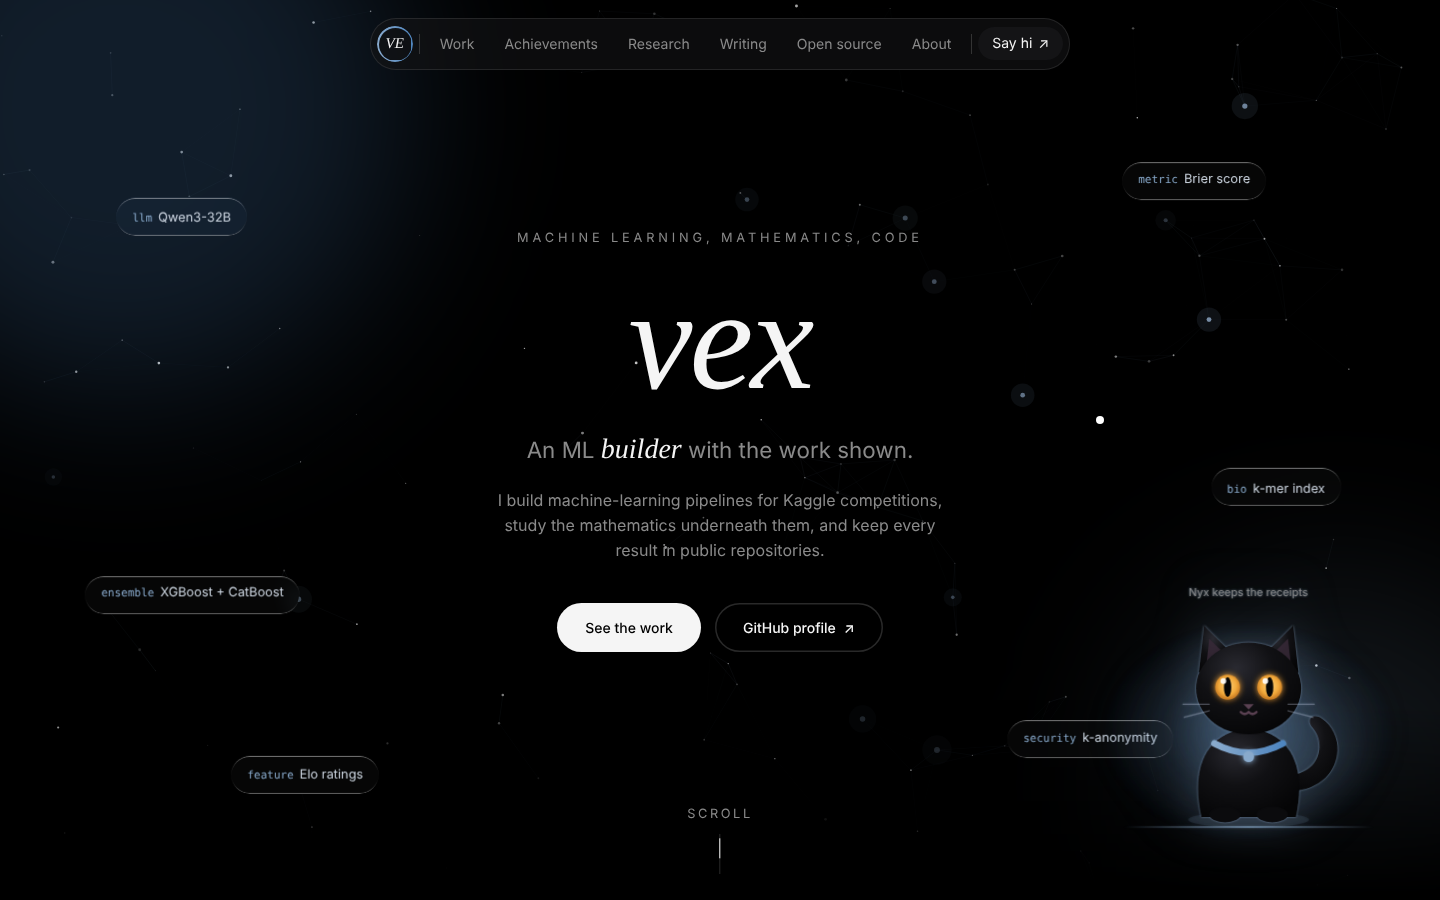 VE
Work
Achievements
Research
Writing
Open source
About
Say hi ↗
metric Brier score
llm Qwen3-32B
MACHINE LEARNING, MATHEMATICS, CODE
vex
An ML builder with the work shown.
bio k-mer index
I build machine-learning pipelines for Kaggle competitions,
study the mathematics underneath them, and keep every
result in public repositories.
ensemble XGBoost + CatBoost
Nyx keeps the receipts
See the work
GitHub profile ↗
security k-anonymity
feature Elo ratings
SCROLL